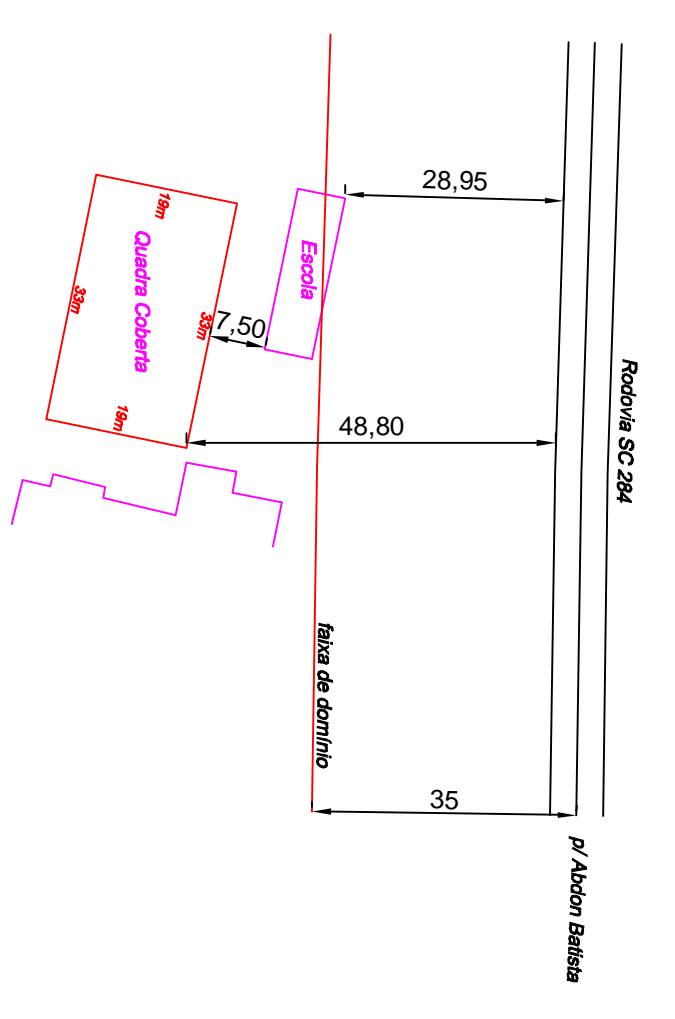 28,95
19m
Quadra Coberta
Escola
33m
33m
7,50
19m
48,80
Rodovia SC 284
faixa de domínio
35
p/ Abdon Batista